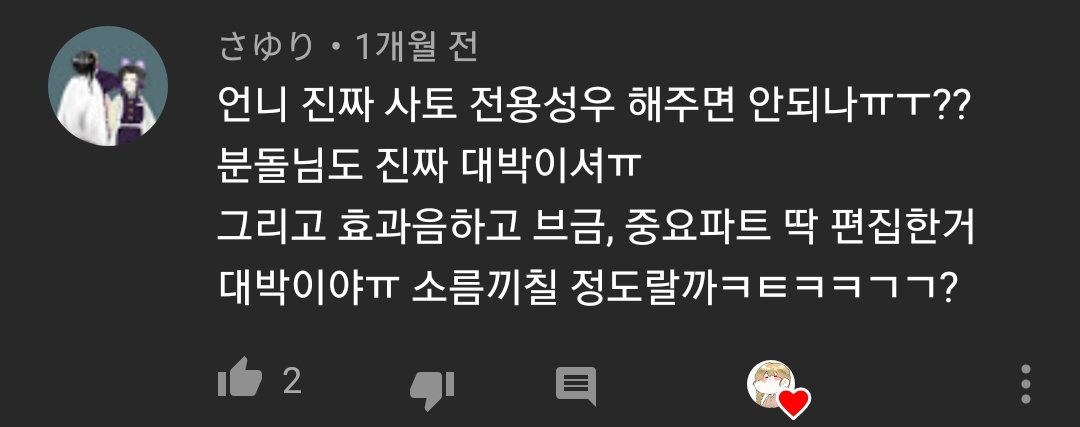 さゆり • 1개월 전
언니 진짜 사토 전용성우 해주면 안되나ㅠㅜ??
분돌님도 진짜 대박이셔ㅠ
그리고 효과음하고 브금, 중요파트 딱 편집한거
대박이야ㅠ 소름끼칠 정도랄까ㅋㅌㅋㅋㄱㄱ?
2